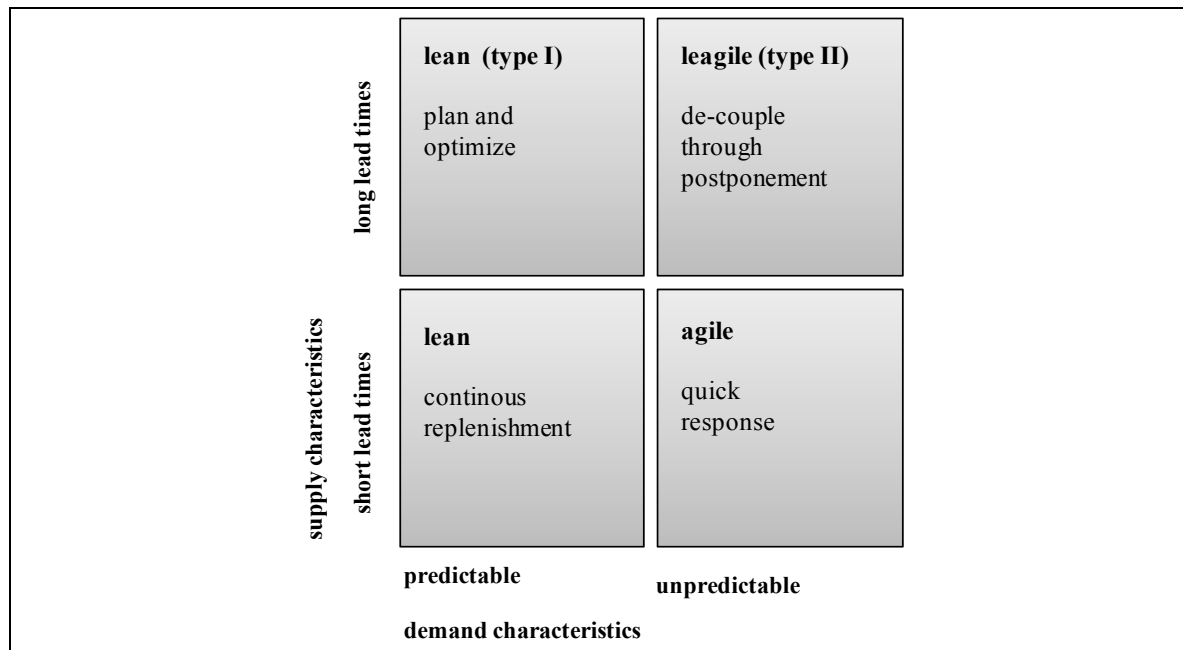 lean (type I)
plan and
optimize
leagile (type II)
de-couple
through
postponement
long lead times
lean
continous
replenishment
agile
quick
response
supply characteristics
short lead times
predictable
unpredictable
demand characteristics